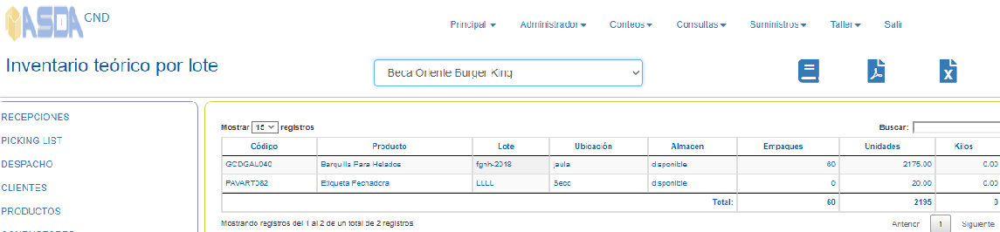 ASDA CND
Principal Administrador Conteos Consultas Suministros Taller Salir
Inventario teórico por lote
Beca Oriente Burger King
RECEPCIONES
PICKING LIST
DESPACHO
CLIENTES
PRODUCTOS
Mostrar 15 registros
Buscar:
Código Producto Lote Ubicación Almacen Empaques Unidades Kilos
GCDGAL040 Barquilla Para Helados fgnh-2018 jaula disponible 60 2175.00 0.00
PAVART082 Etiqueta Fechadora LLLL Seco disponible 0 20.00 0.00
Total: 60 2195 0
Mostrando registros del 1 al 2 de un total de 2 registros
Anterior 1 Siguiente